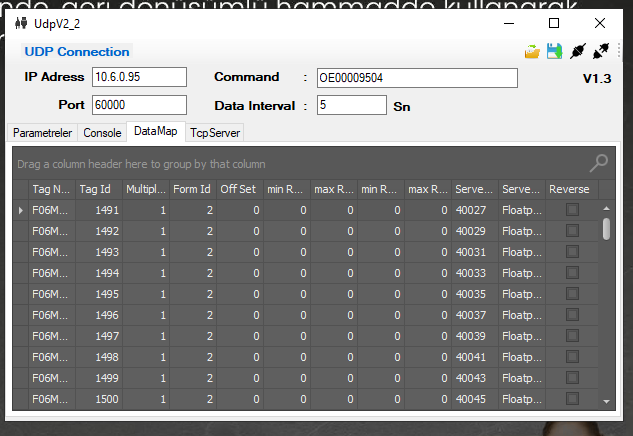 nde, geri dönüşümlü hammadde kullanarak
UdpV2_2
UDP Connection
IP Adress 10.6.0.95 Command : OE00009504 V1.3
Port 60000 Data Interval : 5 Sn
Parametreler Console DataMap TcpServer
Drag a column header here to group by that column
Tag N... Tag Id Multipl... Form Id Off Set min R... max R... min R... max R... Serve... Serve... Reverse
F06M... 1491 1 2 0 0 0 0 0 40027 Floatp...
F06M... 1492 1 2 0 0 0 0 0 40029 Floatp...
F06M... 1493 1 2 0 0 0 0 0 40031 Floatp...
F06M... 1494 1 2 0 0 0 0 0 40033 Floatp...
F06M... 1495 1 2 0 0 0 0 0 40035 Floatp...
F06M... 1496 1 2 0 0 0 0 0 40037 Floatp...
F06M... 1497 1 2 0 0 0 0 0 40039 Floatp...
F06M... 1498 1 2 0 0 0 0 0 40041 Floatp...
F06M... 1499 1 2 0 0 0 0 0 40043 Floatp...
F06M... 1500 1 2 0 0 0 0 0 40045 Floatp...